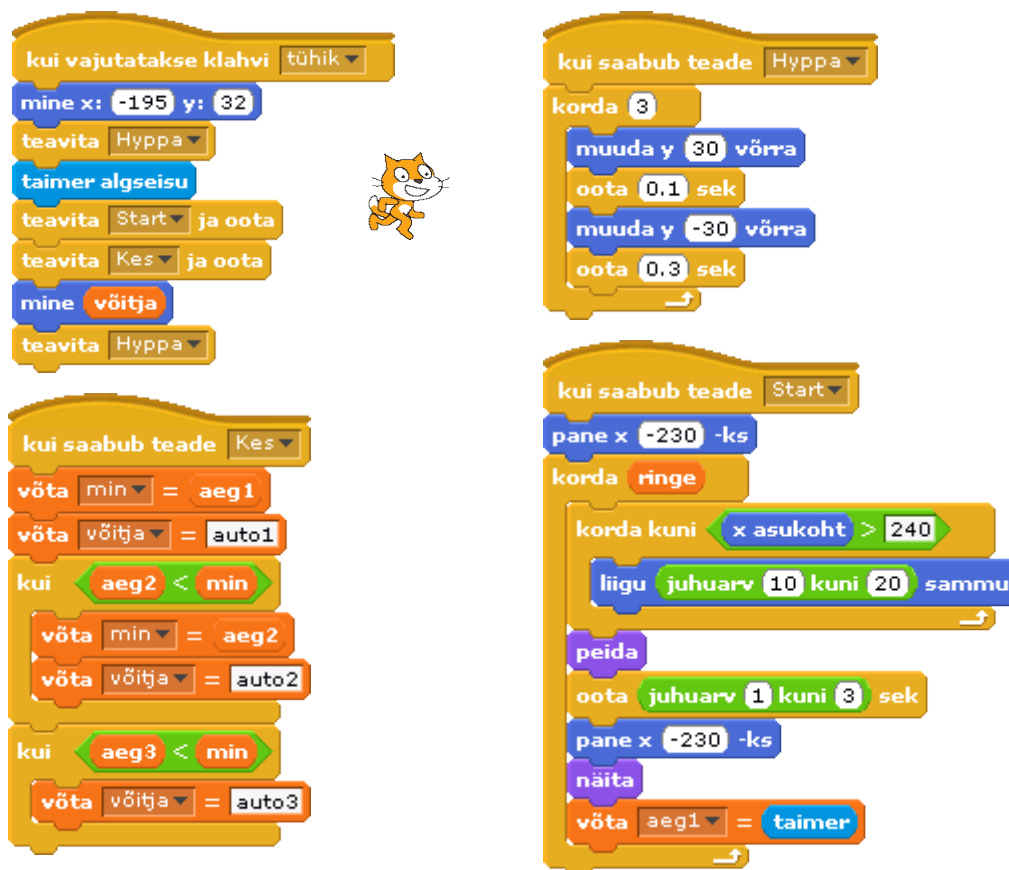 kui vajutatakse klahvi tühik
mine x: -195 y: 32
teavita Hyppa
taimer algseisu
teavita Start ja oota
teavita Kes ja oota
mine võitja
teavita Hyppa
kui saabub teade Kes
võta min = aeg1
võta võitja = auto1
kui aeg2 < min
võta min = aeg2
võta võitja = auto2
kui aeg3 < min
võta võitja = auto3
kui saabub teade Hyppa
korda 3
muuda y 30 võrra
oota 0.1 sek
muuda y -30 võrra
oota 0.3 sek
kui saabub teade Start
pane x -230 -ks
korda ringe
korda kuni x asukoht > 240
liigu juhuarv 10 kuni 20 sammu
peida
oota juhuarv 1 kuni 3 sek
pane x -230 -ks
näita
võta aeg1 = taimer